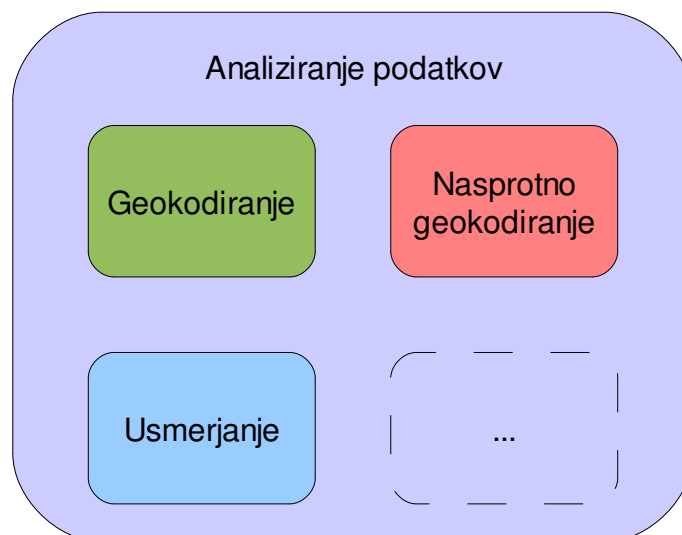 Analiziranje podatkov
Geokodiranje
Nasprotno
geokodiranje
Usmerjanje
...